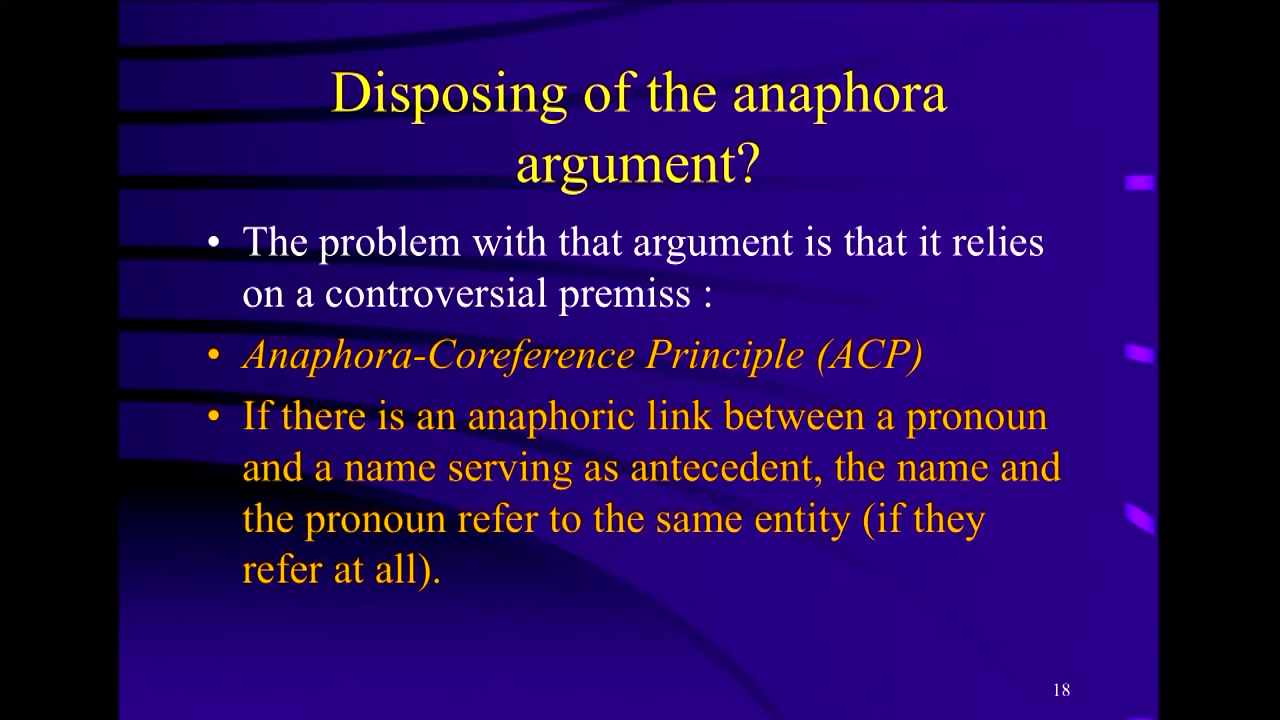 Disposing of the anaphora
argument?
• The problem with that argument is that it relies
on a controversial premiss :
• Anaphora-Coreference Principle (ACP)
• If there is an anaphoric link between a pronoun
and a name serving as antecedent, the name and
the pronoun refer to the same entity (if they
refer at all).
18